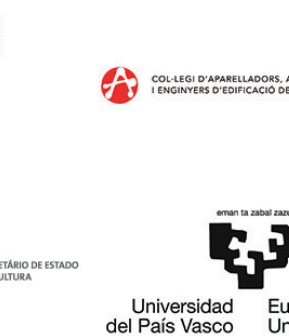 COL·LEGI D'APARELLADORS, A
I ENGINYERS D'EDIFICACIÓ DE
ETÁRIO DE ESTADO
ULTURA
eman ta zabal zazu
Universidad
del País Vasco
Eu
Un